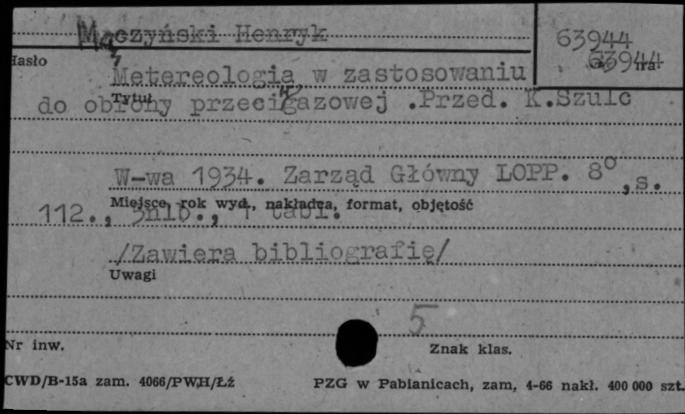 Mączyński Henryk
63944
63944
Hasło
Metereologia w zastosowaniu
Tytuł
do obrony przeciwgazowej .Przed. K.Szulc
W-wa 1934. Zarząd Główny LOPP. 8°,s.
Miejsce, rok wyd., nakładca, format, objętość
112., 3nlb., 1 tabl.
/Zawiera bibliografię/
Uwagi
5
Nr inw.
Znak klas.
CWD/B-15a zam. 4066/PWH/Łź
PZG w Pabianicach, zam, 4-66 nakł. 400 000 szt.